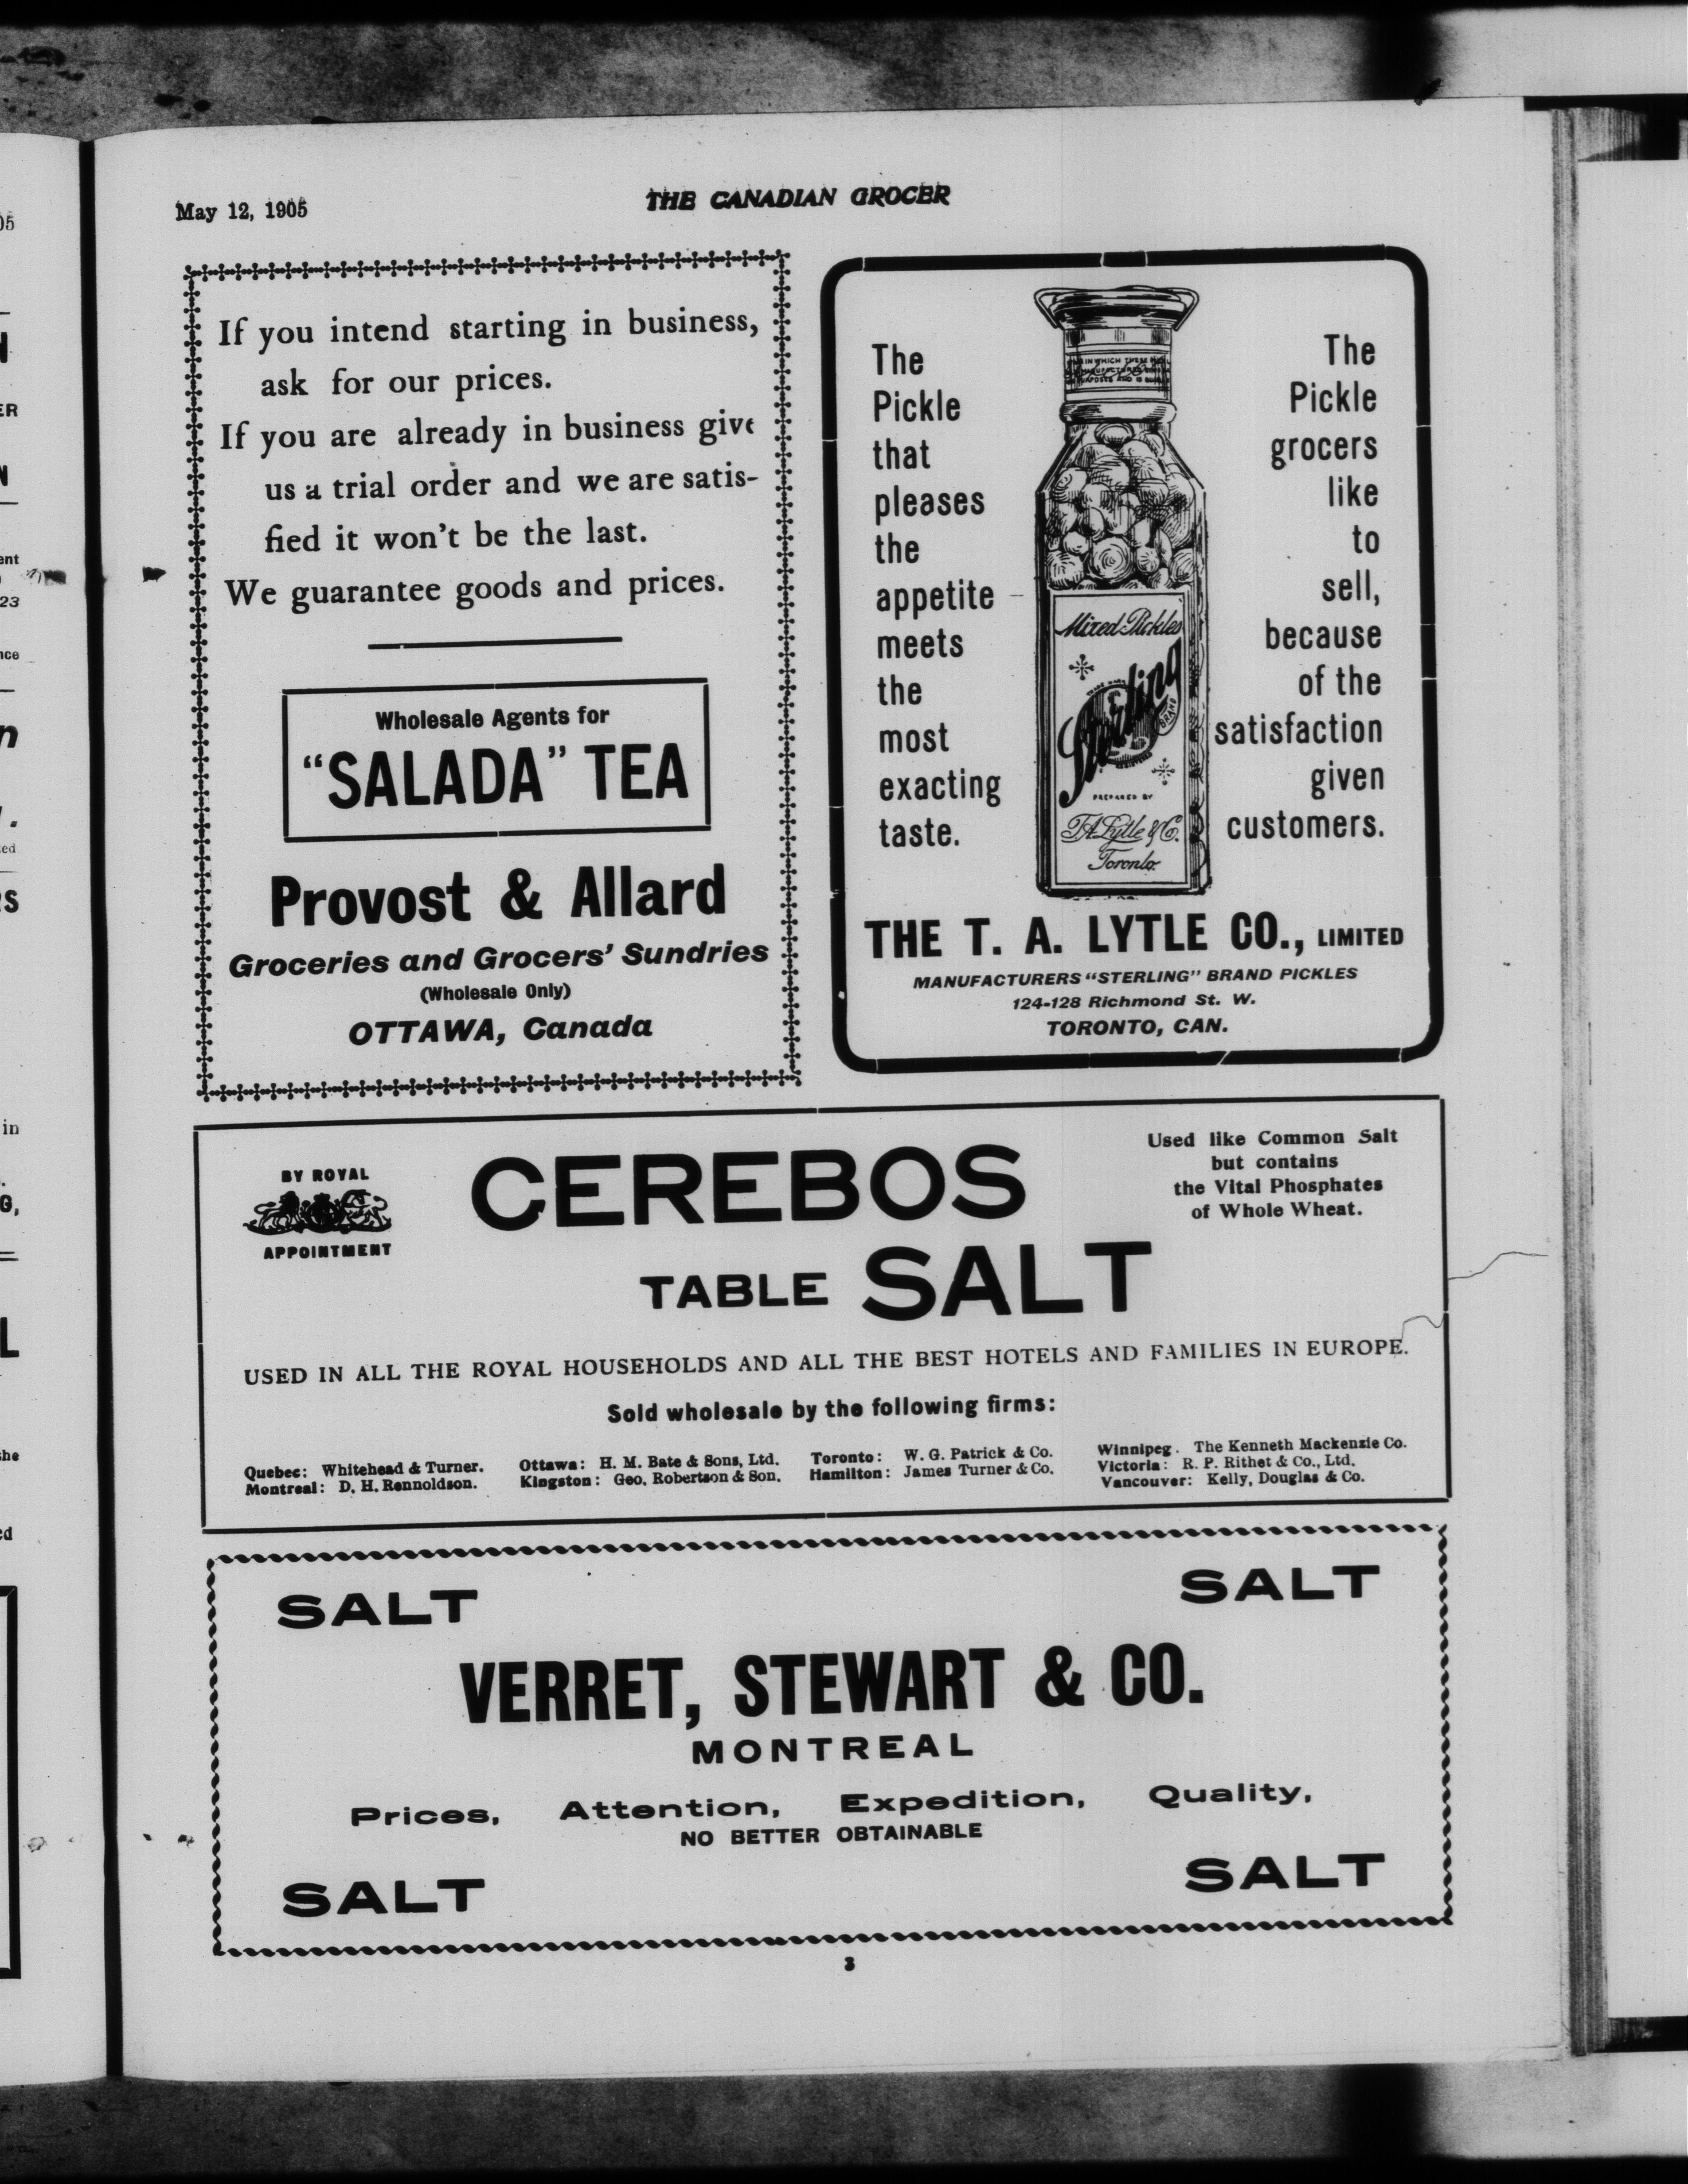 May 12, 1905
THE CANADIAN GROCER
If you intend starting in business,
ask for our prices.
If you are already in business give
us a trial order and we are satis-
fied it won't be the last.
We guarantee goods and prices.
Wholesale Agents for
"SALADA" TEA
Provost & Allard
Groceries and Grocers' Sundries
(Wholesale Only)
OTTAWA, Canada
The
Pickle
that
pleases
the
appetite
meets
the
most
exacting
taste.
Mixed Pickles
Sterling
BRAND
PREPARED BY
T.A. Lytle & Co.
Toronto.
The
Pickle
grocers
like
to
sell,
because
of the
satisfaction
given
customers.
THE T. A. LYTLE CO., LIMITED
MANUFACTURERS "STERLING" BRAND PICKLES
124-128 Richmond St. W.
TORONTO, CAN.
BY ROYAL
APPOINTMENT
CEREBOS
TABLE SALT
Used like Common Salt
but contains
the Vital Phosphates
of Whole Wheat.
USED IN ALL THE ROYAL HOUSEHOLDS AND ALL THE BEST HOTELS AND FAMILIES IN EUROPE.
Sold wholesale by the following firms:
Quebec: Whitehead & Turner.
Montreal: D. H. Rennoldson.
Ottawa: H. M. Bate & Sons, Ltd.
Kingston: Geo. Robertson & Son.
Toronto: W. G. Patrick & Co.
Hamilton: James Turner & Co.
Winnipeg. The Kenneth Mackenzie Co.
Victoria: R. P. Rithet & Co., Ltd.
Vancouver: Kelly, Douglas & Co.
SALT SALT
VERRET, STEWART & CO.
MONTREAL
Prices, Attention, Expedition, Quality,
NO BETTER OBTAINABLE
SALT SALT
3